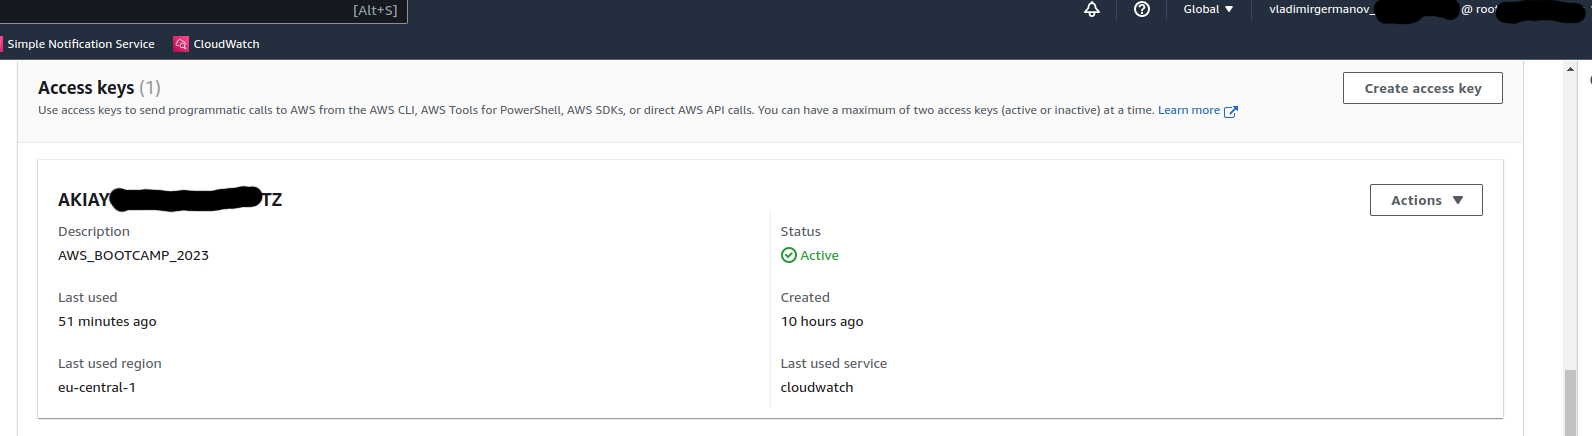 [Alt+S]
Global
vladimirgermanov_ @ root
Simple Notification Service
CloudWatch
Access keys (1)
Create access key
Use access keys to send programmatic calls to AWS from the AWS CLI, AWS Tools for PowerShell, AWS SDKs, or direct AWS API calls. You can have a maximum of two access keys (active or inactive) at a time. Learn more
AKIAY TZ
Actions
Description
AWS_BOOTCAMP_2023
Status
Active
Last used
51 minutes ago
Created
10 hours ago
Last used region
eu-central-1
Last used service
cloudwatch